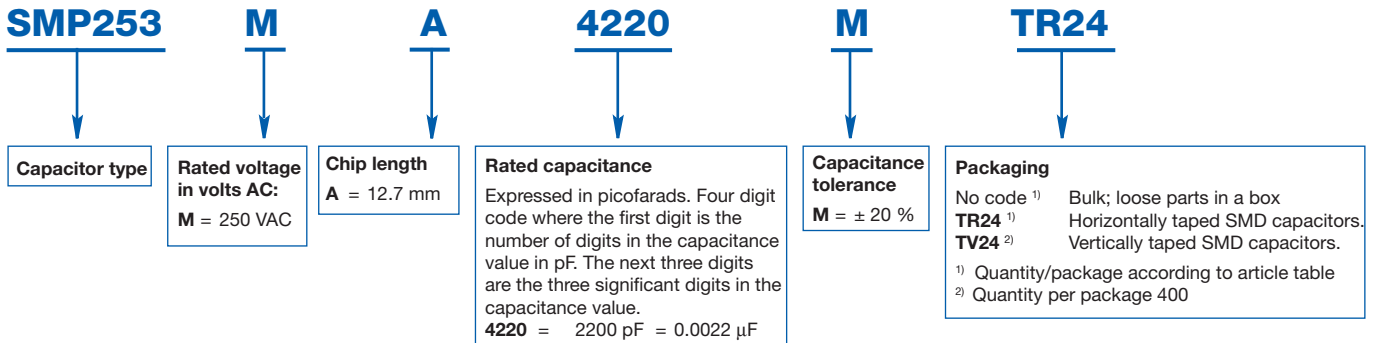 SMP253 M A 4220 M TR24
Capacitor type
Rated voltage
in volts AC:
M = 250 VAC
Chip length
A = 12.7 mm
Rated capacitance
Expressed in picofarads. Four digit
code where the first digit is the
number of digits in the capacitance
value in pF. The next three digits
are the three significant digits in the
capacitance value.
4220 = 2200 pF = 0.0022 µF
Capacitance
tolerance
M = ± 20 %
Packaging
No code 1) Bulk; loose parts in a box
TR24 1) Horizontally taped SMD capacitors.
TV24 2) Vertically taped SMD capacitors.
1) Quantity/package according to article table
2) Quantity per package 400